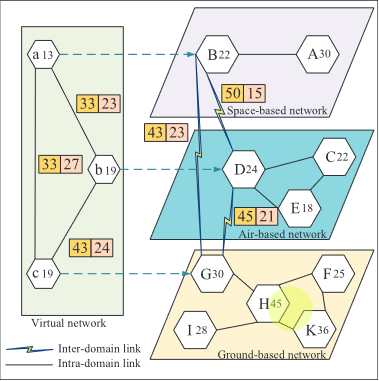 a 13
B 22
A 30
50 15
33 23
Space-based network
43 23
C 22
33 27
b 19
D 24
E 18
45 21
Air-based network
43 24
c 19
G 30
F 25
H 45
I 28
K 36
Virtual network
Inter-domain link
Ground-based network
Intra-domain link